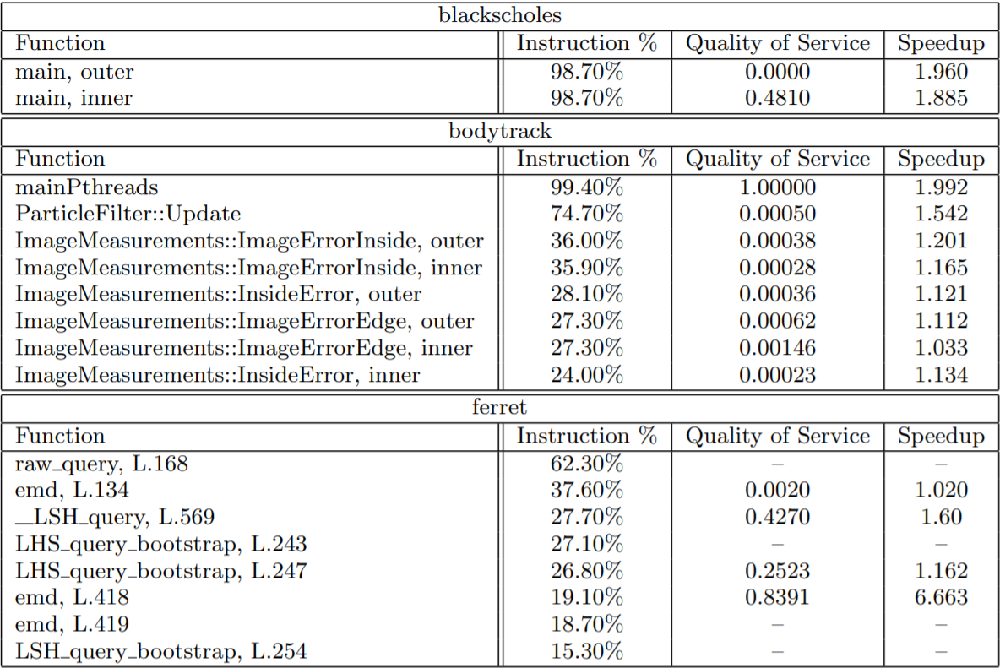 blackscholes
Function Instruction % Quality of Service Speedup
main, outer 98.70% 0.0000 1.960
main, inner 98.70% 0.4810 1.885
bodytrack
Function Instruction % Quality of Service Speedup
mainPthreads 99.40% 1.00000 1.992
ParticleFilter::Update 74.70% 0.00050 1.542
ImageMeasurements::ImageErrorInside, outer 36.00% 0.00038 1.201
ImageMeasurements::ImageErrorInside, inner 35.90% 0.00028 1.165
ImageMeasurements::InsideError, outer 28.10% 0.00036 1.121
ImageMeasurements::ImageErrorEdge, outer 27.30% 0.00062 1.112
ImageMeasurements::ImageErrorEdge, inner 27.30% 0.00146 1.033
ImageMeasurements::InsideError, inner 24.00% 0.00023 1.134
ferret
Function Instruction % Quality of Service Speedup
raw_query, L.168 62.30% – –
emd, L.134 37.60% 0.0020 1.020
__LSH_query, L.569 27.70% 0.4270 1.60
LHS_query_bootstrap, L.243 27.10% – –
LHS_query_bootstrap, L.247 26.80% 0.2523 1.162
emd, L.418 19.10% 0.8391 6.663
emd, L.419 18.70% – –
LSH_query_bootstrap, L.254 15.30% – –